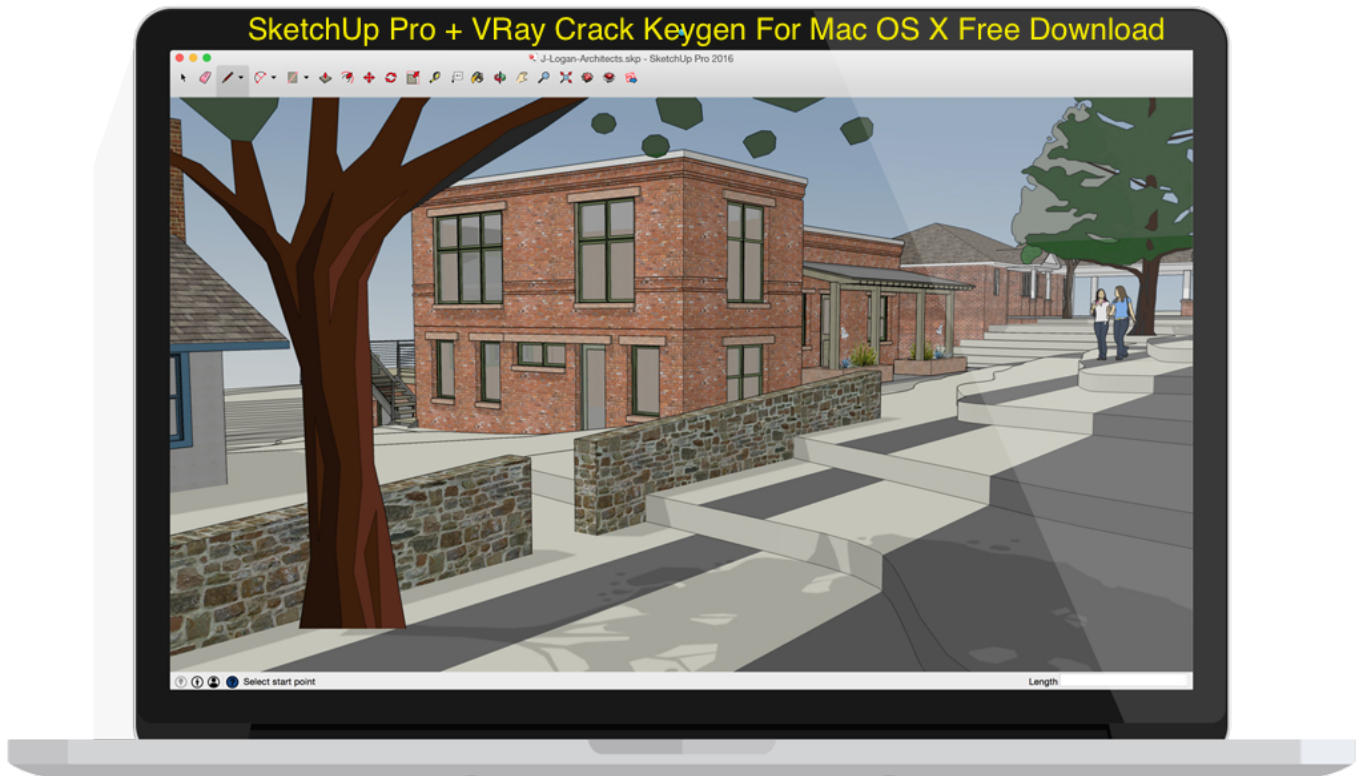 SketchUp Pro + VRay Crack Keygen For Mac OS X Free Download
J-Logan-Architects.skp - SketchUp Pro 2016
Select start point
Length